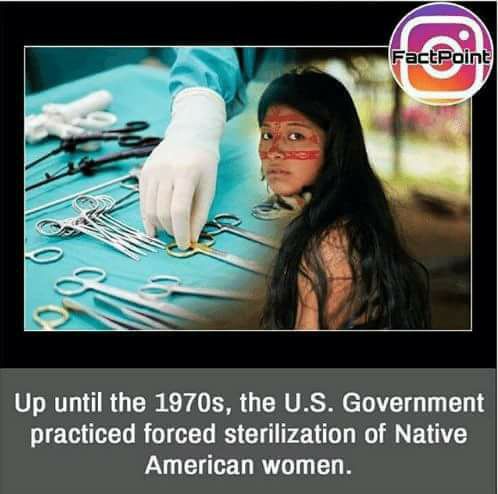 FactPoint
Up until the 1970s, the U.S. Government
practiced forced sterilization of Native
American women.